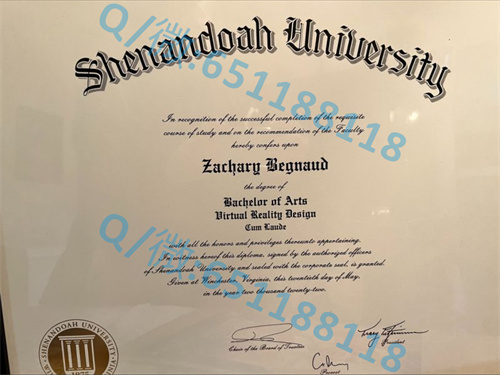 Shenandoah University
Q/微:651188118
In recognition of the successful completion of the requisite
course of study and on the recommendation of the Faculty
hereby confers upon
Zachary Begnaud
the degree of
Bachelor of Arts
Virtual Reality Design
Cum Laude
with all the honors and privileges thereunto appertaining.
In witness hereof this diploma, signed by the authorized officers
of Shenandoah University and sealed with the corporate seal, is granted.
Given at Winchester, Virginia, this twentieth day of May,
in the year two thousand twenty-two.
Q/微:651188118
SHENANDOAH UNIVERSITY
1875
Chair of the Board of Trustees
President
Provost